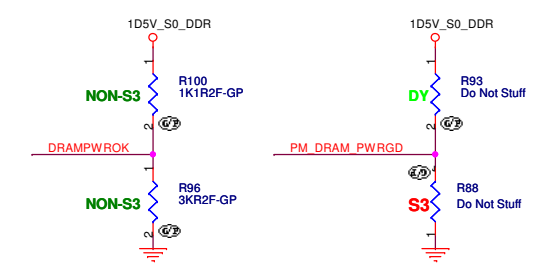 1D5V_S0_DDR
1D5V_S0_DDR
1
R100
1K1R2F-GP
NON-S3
2
G/P
1
R93
Do Not Stuff
DY
2
G/P
DRAMPWROK
PM_DRAM_PWRGD
1
R96
3KR2F-GP
NON-S3
2
G/P
R88
Do Not Stuff
S3
1